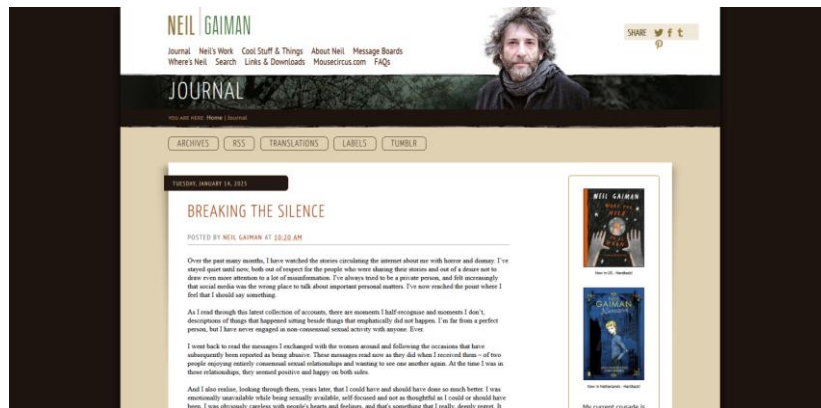 NEIL GAIMAN
SHARE
Journal Neil's Work Cool Stuff & Things About Neil Message Boards
Where's Neil Search Links & Downloads Mousecircus.com FAQs
JOURNAL
YOU ARE HERE: Home | Journal
ARCHIVES RSS TRANSLATIONS LABELS TUMBLR
TUESDAY, JANUARY 14, 2025
BREAKING THE SILENCE
POSTED BY NEIL GAIMAN AT 10:20 AM
Over the past many months, I have watched the stories circulating the internet about me with horror and dismay. I've
stayed quiet until now, both out of respect for the people who were sharing their stories and out of a desire not to
draw even more attention to a lot of misinformation. I've always tried to be a private person, and felt increasingly
that social media was the wrong place to talk about important personal matters. I've now reached the point where I
feel that I should say something.
As I read through this latest collection of accounts, there are moments I half-recognise and moments I don't,
descriptions of things that happened sitting beside things that emphatically did not happen. I'm far from a perfect
person, but I have never engaged in non-consensual sexual activity with anyone. Ever.
I went back to read the messages I exchanged with the women around and following the occasions that have
subsequently been reported as being abusive. These messages read now as they did when I received them – of two
people enjoying entirely consensual sexual relationships and wanting to see one another again. At the time I was in
those relationships, they seemed positive and happy on both sides.
And I also realise, looking through them, years later, that I could have and should have done so much better. I was
emotionally unavailable while being sexually available, self-focused and not as thoughtful as I could or should have
been. I was obviously careless with people's hearts and feelings, and that's something that I really, deeply regret. It
NEIL GAIMAN
Now in US - Hardback!
NEIL
GAIMAN
Now in Netherlands - Hardback!
My current crusade is